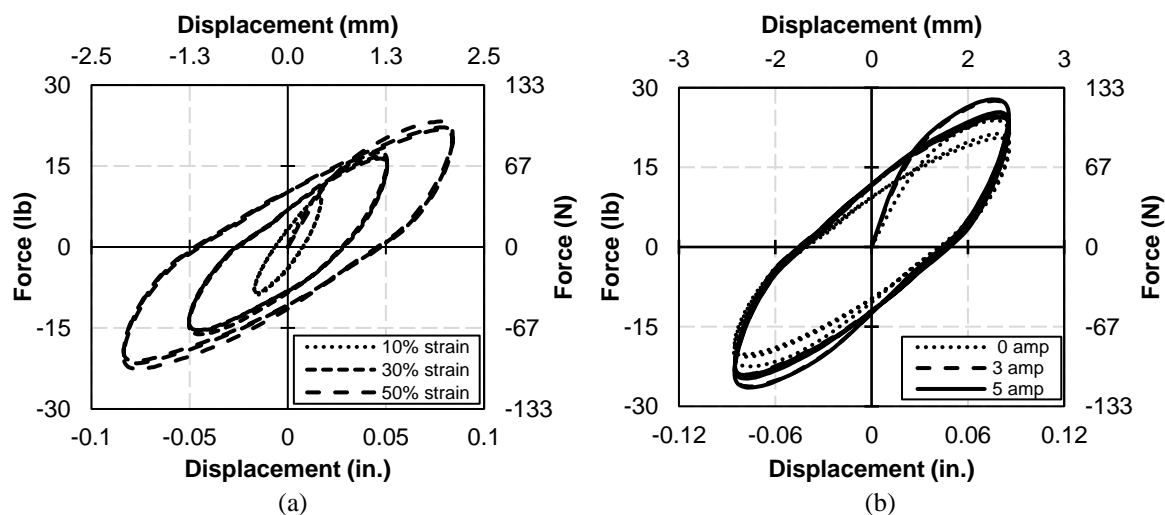 Displacement (mm)
-2.5 -1.3 0.0 1.3 2.5
30 133
15 67
0 0
-15 -67
-30 -133
Force (lb)
Force (N)
10% strain
30% strain
50% strain
-0.1 -0.05 0 0.05 0.1
Displacement (in.)
(a)
Displacement (mm)
-3 -2 0 2 3
30 133
15 67
0 0
-15 -67
-30 -133
Force (lb)
Force (N)
0 amp
3 amp
5 amp
-0.12 -0.06 0 0.06 0.12
Displacement (in.)
(b)